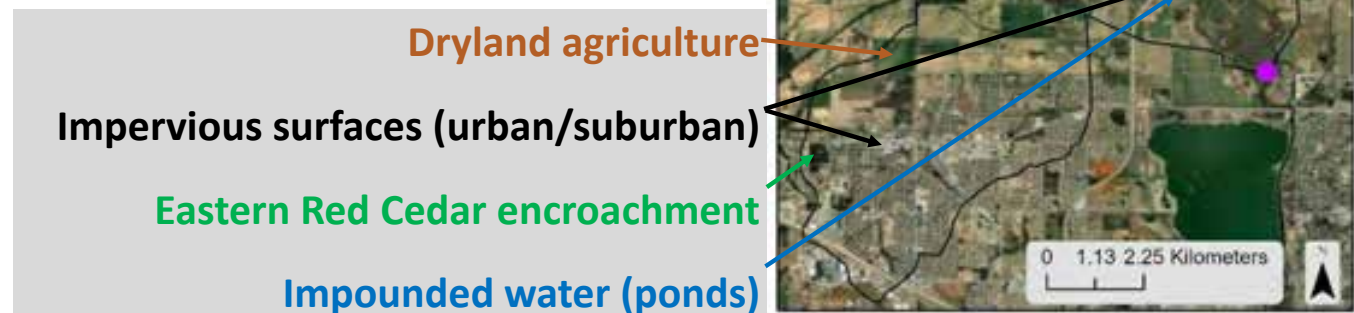 Dryland agriculture
Impervious surfaces (urban/suburban)
Eastern Red Cedar encroachment
Impounded water (ponds)
0 1.13 2.25 Kilometers
N